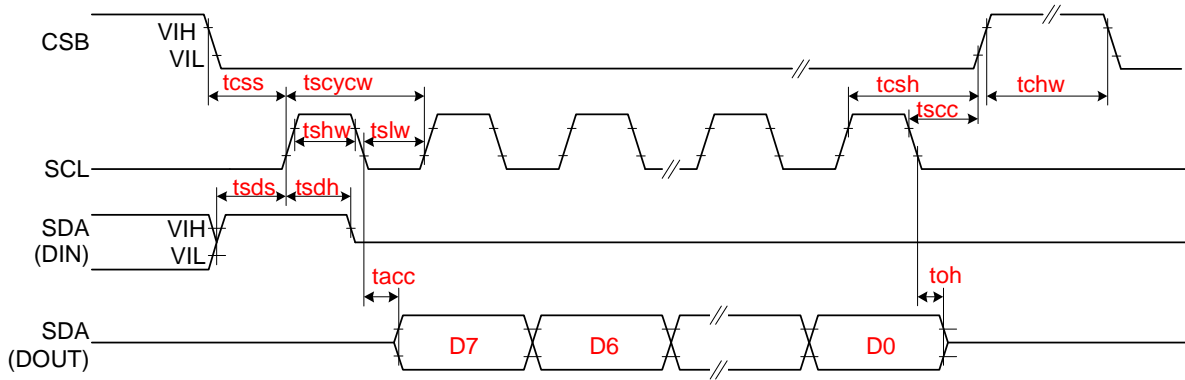 CSB
VIH
VIL
tcss
tscycw
tcsh
tchw
tscc
tshw
tslw
SCL
tsds
tsdh
SDA
(DIN)
VIH
VIL
tacc
toh
SDA
(DOUT)
D7
D6
D0